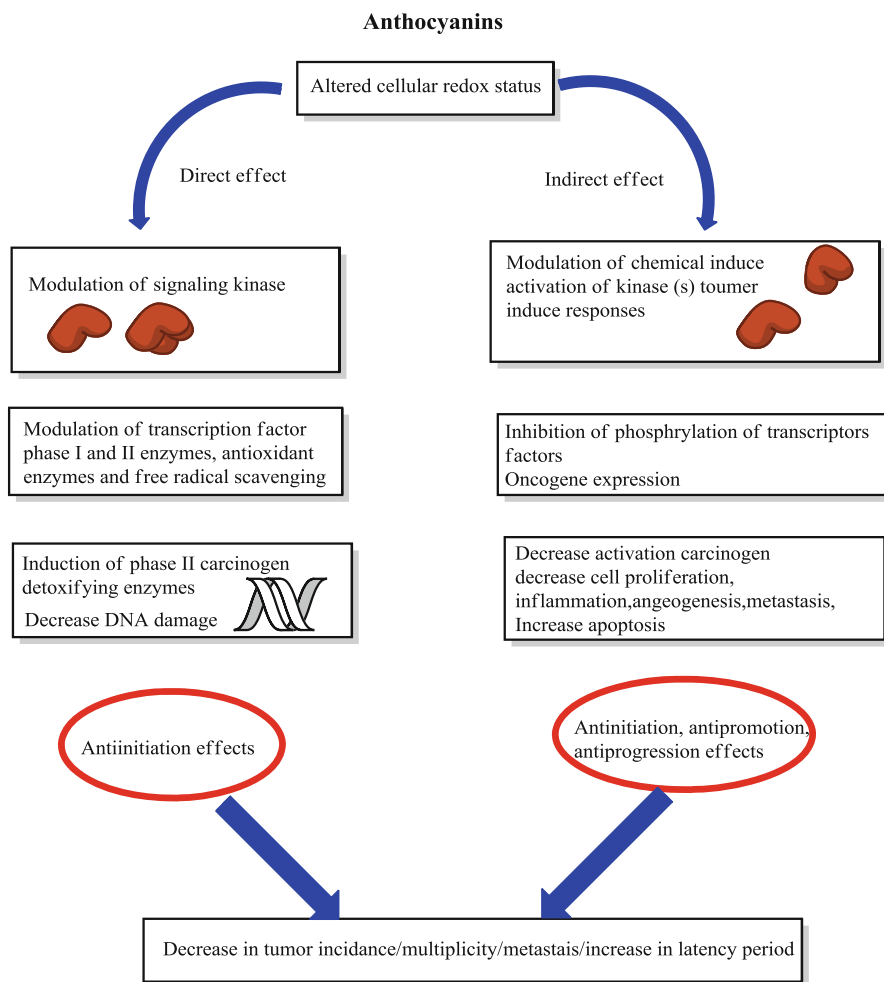 Anthocyanins
Altered cellular redox status
Direct effect
Indirect effect
Modulation of signaling kinase
Modulation of chemical induce
activation of kinase (s) toumer
induce responses
Modulation of transcription factor
phase I and II enzymes, antioxidant
enzymes and free radical scavenging
Inhibition of phosphrylation of transcriptors
factors
Oncogene expression
Induction of phase II carcinogen
detoxifying enzymes
Decrease DNA damage
Decrease activation carcinogen
decrease cell proliferation,
inflammation,angeogenesis,metastasis,
Increase apoptosis
Antiinitiation effects
Antinitiation, antipromotion,
antiprogression effects
Decrease in tumor incidance/multiplicity/metastais/increase in latency period